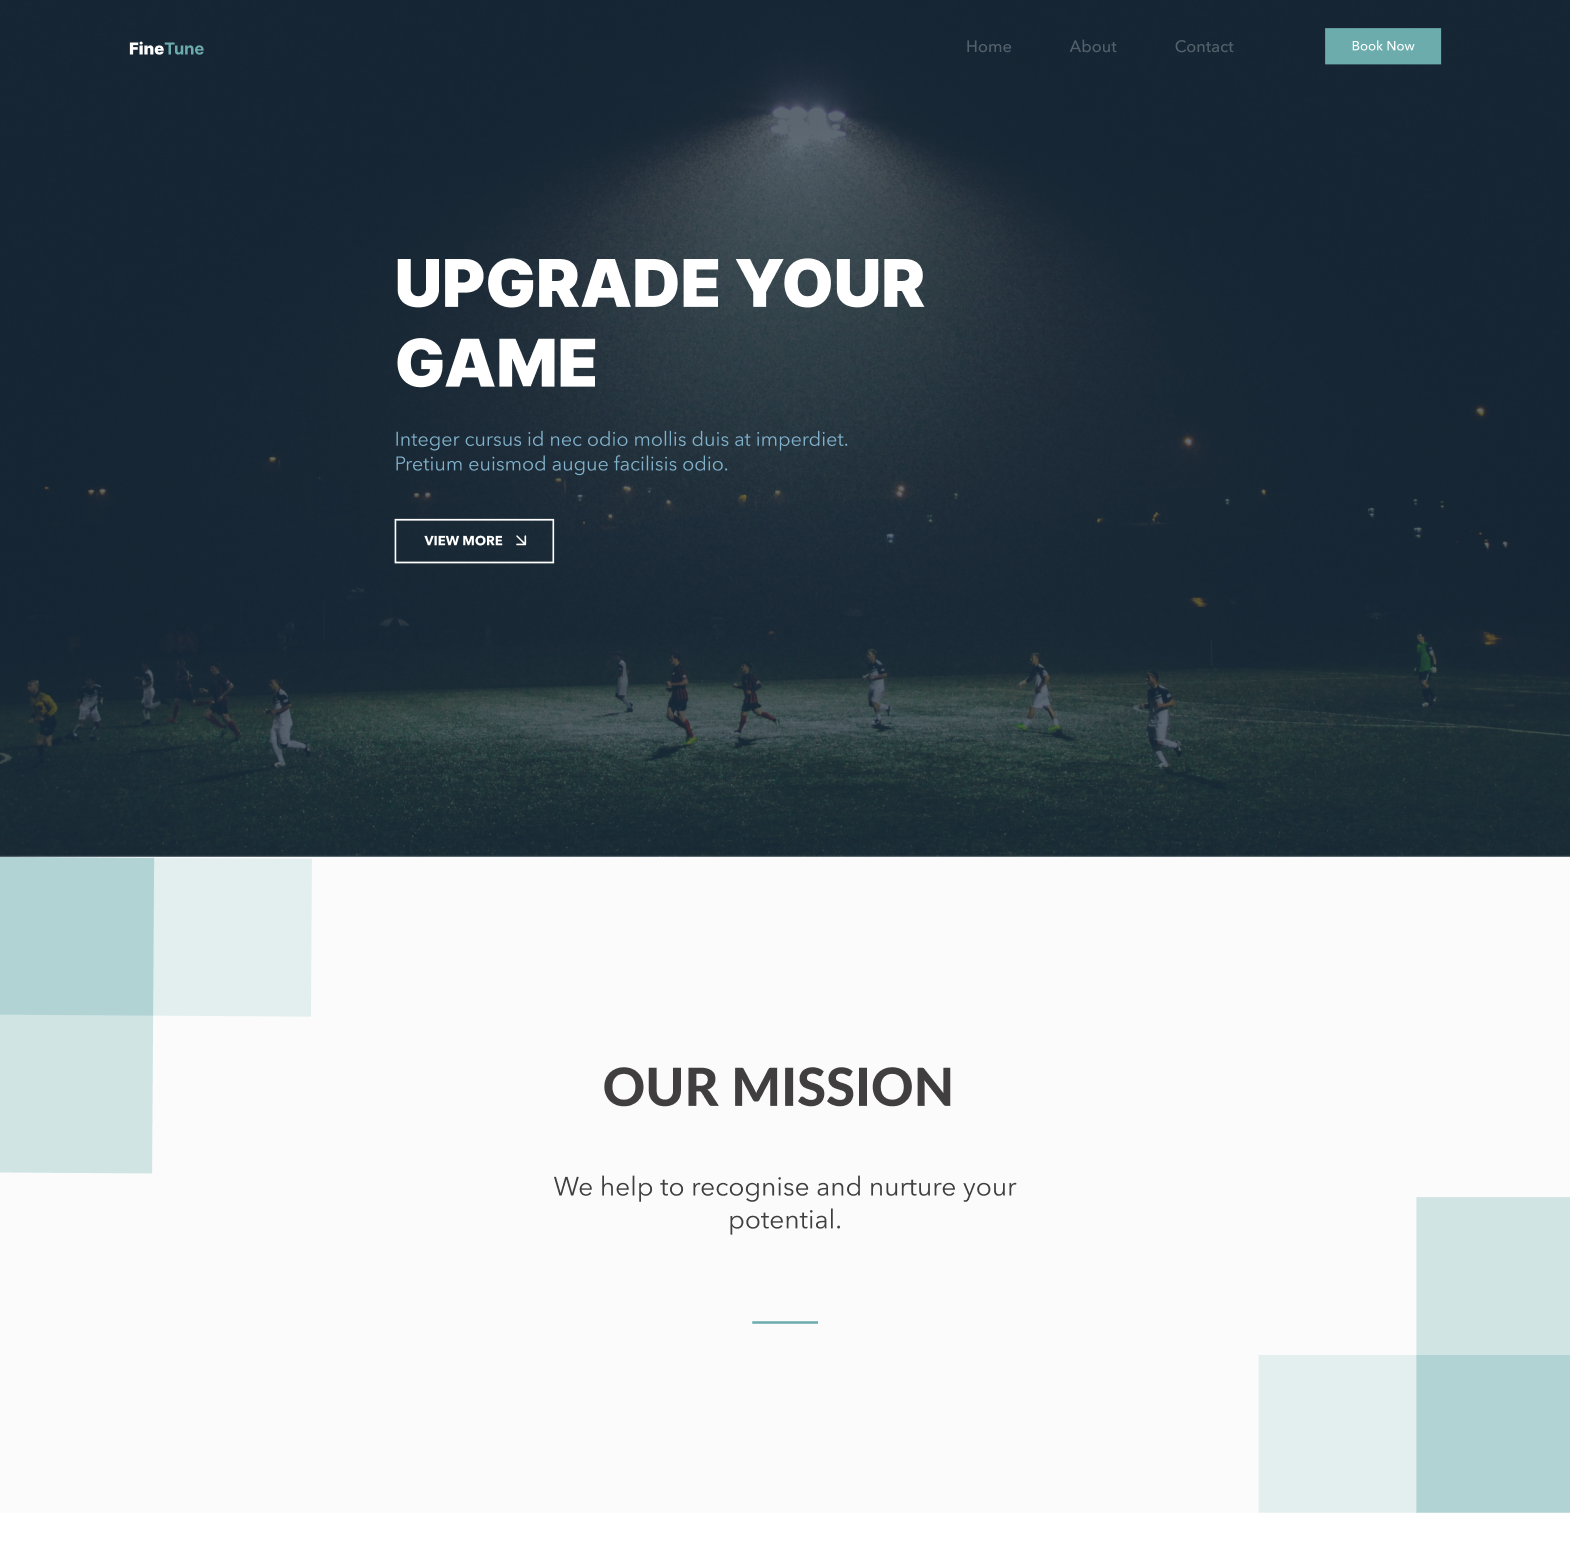 FineTune
Home About Contact Book Now
UPGRADE YOUR
GAME
Integer cursus id nec odio mollis duis at imperdiet.
Pretium euismod augue facilisis odio.
VIEW MORE
OUR MISSION
We help to recognise and nurture your
potential.